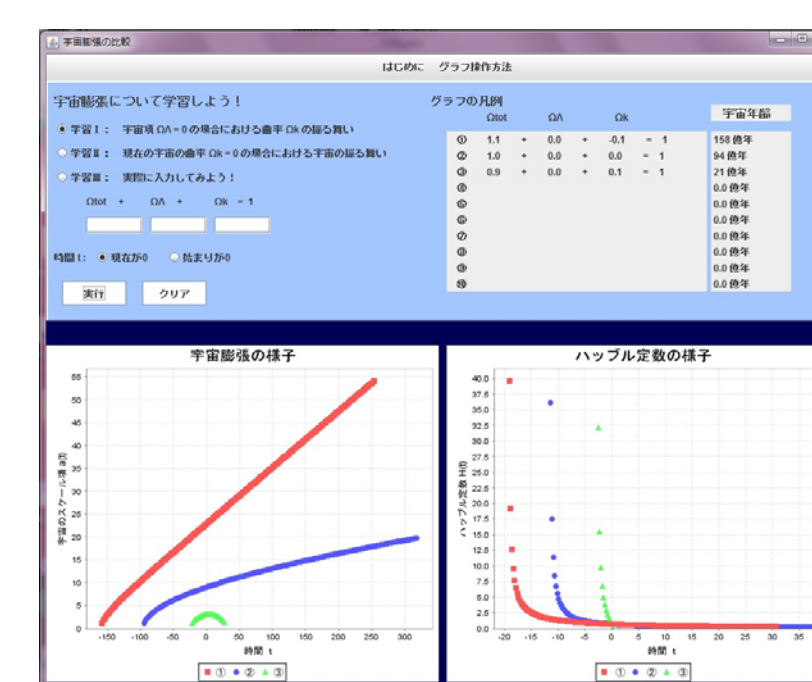 宇宙膨張の比較
はじめに グラフ操作方法
宇宙膨張について学習しよう！
学習Ⅰ： 宇宙項 ΩΛ = 0 の場合における曲率 Ωk の振る舞い
学習Ⅱ： 現在の宇宙の曲率 Ωk = 0 の場合における宇宙の振る舞い
学習Ⅲ： 実際に入力してみよう！
Ωtot + ΩΛ + Ωk = 1
時間 t: 現在が0 始まりが0
実行 クリア
グラフの凡例
Ωtot ΩΛ Ωk 宇宙年齢
① 1.1 + 0.0 + -0.1 = 1 158 億年
② 1.0 + 0.0 + 0.0 = 1 94 億年
③ 0.9 + 0.0 + 0.1 = 1 21 億年
④ 0.0 億年
⑤ 0.0 億年
⑥ 0.0 億年
⑦ 0.0 億年
⑧ 0.0 億年
⑨ 0.0 億年
⑩ 0.0 億年
宇宙膨張の様子
宇宙のスケール項 a(t)
55
50
45
40
35
30
25
20
15
10
5
0
-150 -100 -50 0 50 100 150 200 250 300
時間 t
① ② ③
ハッブル定数の様子
ハッブル定数 H(t)
40.0
37.5
35.0
32.5
30.0
27.5
25.0
22.5
20.0
17.5
15.0
12.5
10.0
7.5
5.0
2.5
0.0
-20 -15 -10 -5 0 5 10 15 20 25 30 35
時間 t
① ② ③